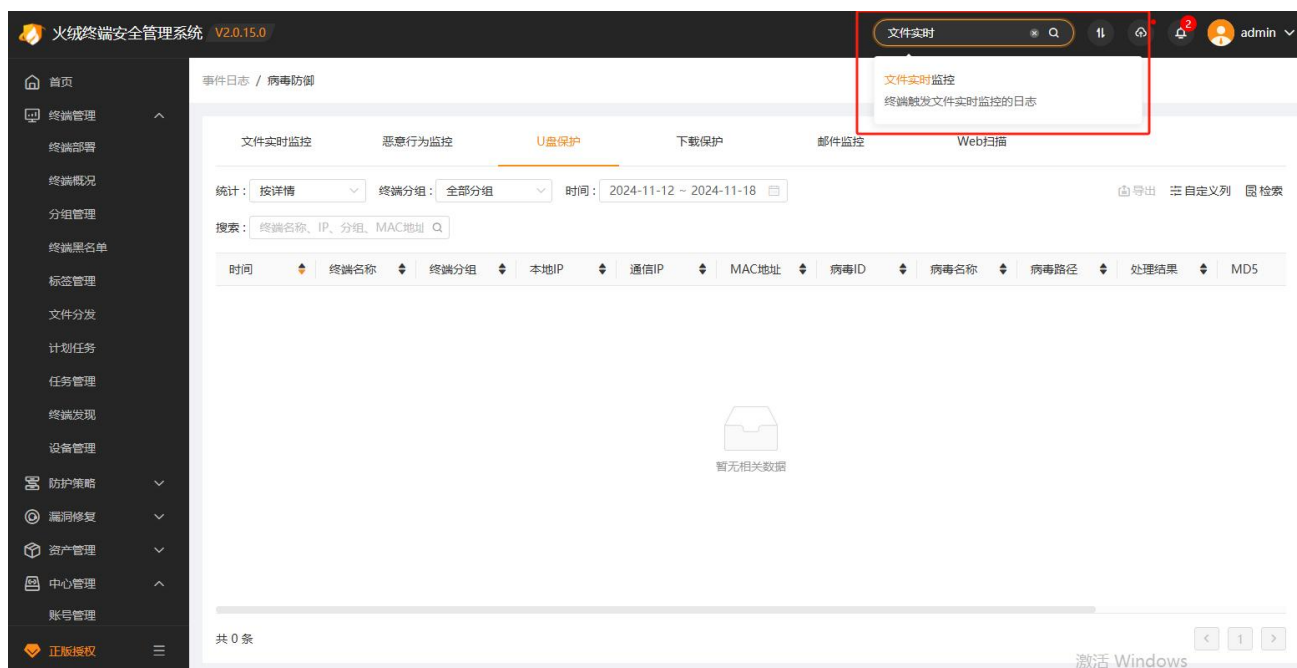 火绒终端安全管理系统 V2.0.15.0
文件实时
2
admin
文件实时监控
终端触发文件实时监控的日志
首页
终端管理
终端部署
终端概况
分组管理
终端黑名单
标签管理
文件分发
计划任务
任务管理
终端发现
设备管理
防护策略
漏洞修复
资产管理
中心管理
账号管理
正版授权
事件日志 / 病毒防御
文件实时监控 恶意行为监控 U盘保护 下载保护 邮件监控 Web扫描
统计： 按详情 终端分组： 全部分组 时间： 2024-11-12 ~ 2024-11-18 导出 自定义列 检索
搜索： 终端名称、IP、分组、MAC地址
时间 终端名称 终端分组 本地IP 通信IP MAC地址 病毒ID 病毒名称 病毒路径 处理结果 MD5
暂无相关数据
共 0 条 1
激活 Windows